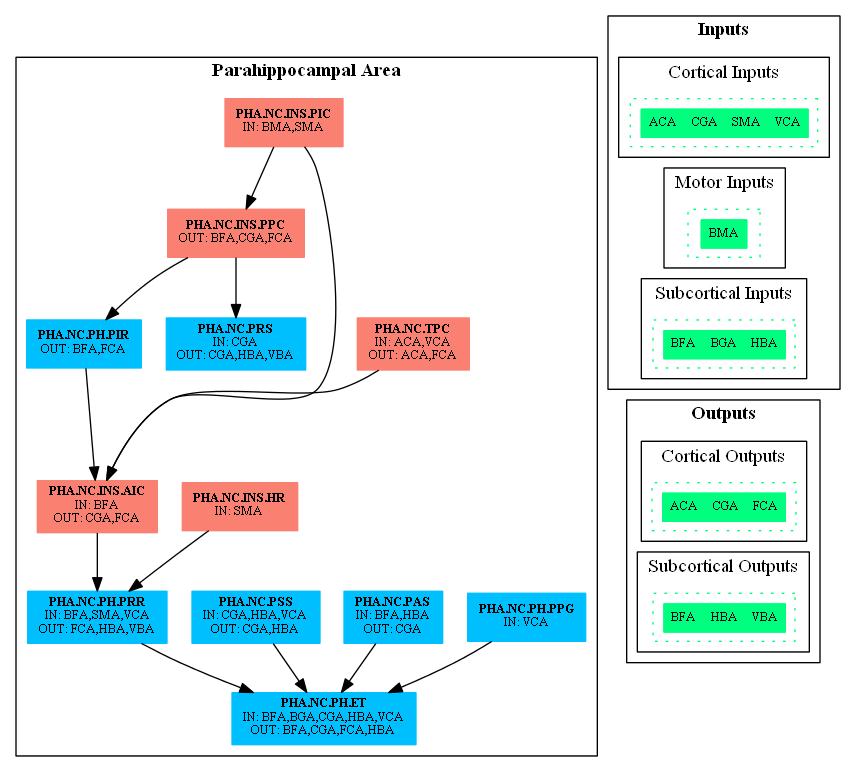 Parahippocampal Area
PHA.NC.INS.PIC
IN: BMA,SMA
PHA.NC.INS.PPC
OUT: BFA,CGA,FCA
PHA.NC.PH.PIR
OUT: BFA,FCA
PHA.NC.PRS
IN: CGA
OUT: CGA,HBA,VBA
PHA.NC.TPC
IN: ACA,VCA
OUT: ACA,FCA
PHA.NC.INS.AIC
IN: BFA
OUT: CGA,FCA
PHA.NC.INS.HR
IN: SMA
PHA.NC.PH.PRR
IN: BFA,SMA,VCA
OUT: FCA,HBA,VBA
PHA.NC.PSS
IN: CGA,HBA,VCA
OUT: CGA,HBA
PHA.NC.PAS
IN: BFA,HBA
OUT: CGA
PHA.NC.PH.PPG
IN: VCA
PHA.NC.PH.ET
IN: BFA,BGA,CGA,HBA,VCA
OUT: BFA,CGA,FCA,HBA
Inputs
Cortical Inputs
ACA CGA SMA VCA
Motor Inputs
BMA
Subcortical Inputs
BFA BGA HBA
Outputs
Cortical Outputs
ACA CGA FCA
Subcortical Outputs
BFA HBA VBA